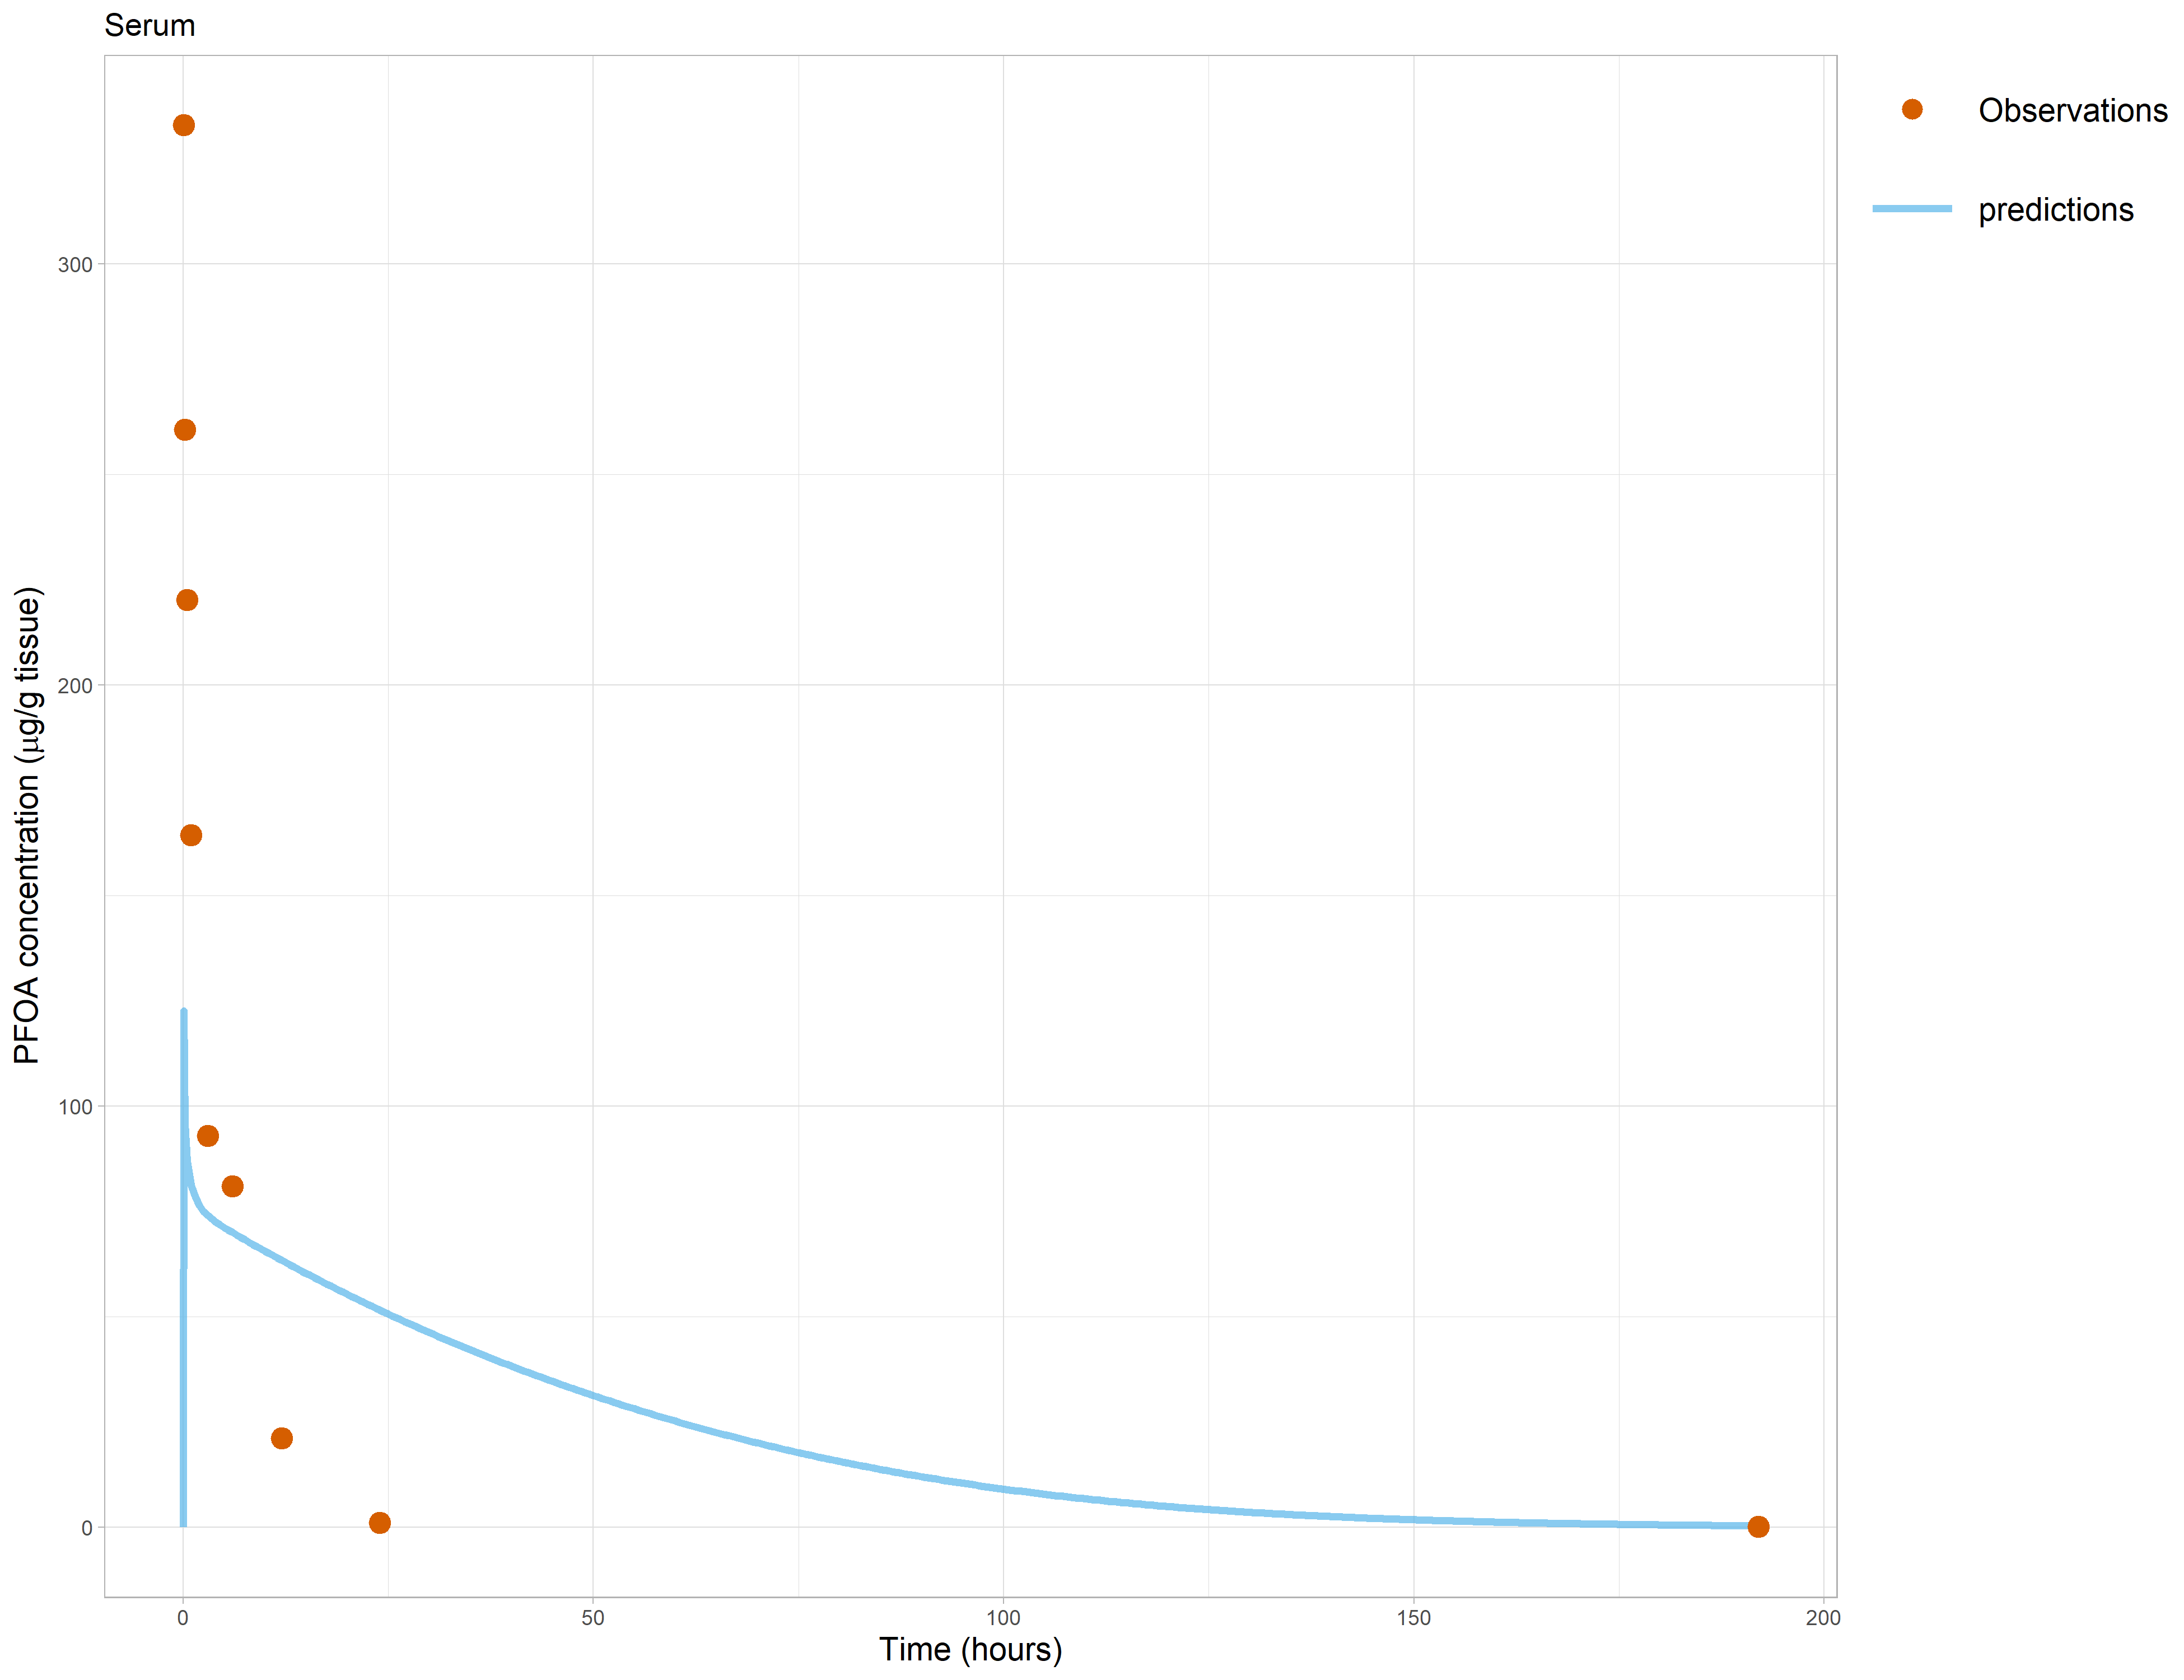 Serum
Observations
predictions
PFOA concentration (μg/g tissue)
300
200
100
0
0 50 100 150 200
Time (hours)